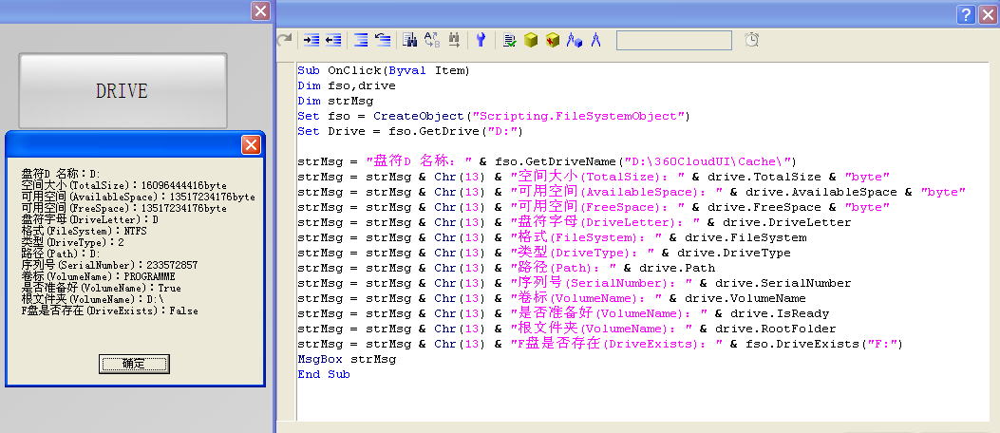 DRIVE
盘符D 名称：D:
空间大小(TotalSize)：16096444416byte
可用空间(AvailableSpace)：13517234176byte
可用空间(FreeSpace)：13517234176byte
盘符字母(DriveLetter)：D
格式(FileSystem)：NTFS
类型(DriveType)：2
路径(Path)：D:
序列号(SerialNumber)：233572857
卷标(VolumeName)：PROGRAMME
是否准备好(VolumeName)：True
根文件夹(VolumeName)：D:\
F盘是否存在(DriveExists)：False
确定
Sub OnClick(Byval Item)
Dim fso,drive
Dim strMsg
Set fso = CreateObject("Scripting.FileSystemObject")
Set Drive = fso.GetDrive("D:")
strMsg = "盘符D 名称：" & fso.GetDriveName("D:\360CloudUI\Cache\")
strMsg = strMsg & Chr(13) & "空间大小(TotalSize)：" & drive.TotalSize & "byte"
strMsg = strMsg & Chr(13) & "可用空间(AvailableSpace)：" & drive.AvailableSpace & "byte"
strMsg = strMsg & Chr(13) & "可用空间(FreeSpace)：" & drive.FreeSpace & "byte"
strMsg = strMsg & Chr(13) & "盘符字母(DriveLetter)：" & drive.DriveLetter
strMsg = strMsg & Chr(13) & "格式(FileSystem)：" & drive.FileSystem
strMsg = strMsg & Chr(13) & "类型(DriveType)：" & drive.DriveType
strMsg = strMsg & Chr(13) & "路径(Path)：" & drive.Path
strMsg = strMsg & Chr(13) & "序列号(SerialNumber)：" & drive.SerialNumber
strMsg = strMsg & Chr(13) & "卷标(VolumeName)：" & drive.VolumeName
strMsg = strMsg & Chr(13) & "是否准备好(VolumeName)：" & drive.IsReady
strMsg = strMsg & Chr(13) & "根文件夹(VolumeName)：" & drive.RootFolder
strMsg = strMsg & Chr(13) & "F盘是否存在(DriveExists)：" & fso.DriveExists("F:")
MsgBox strMsg
End Sub